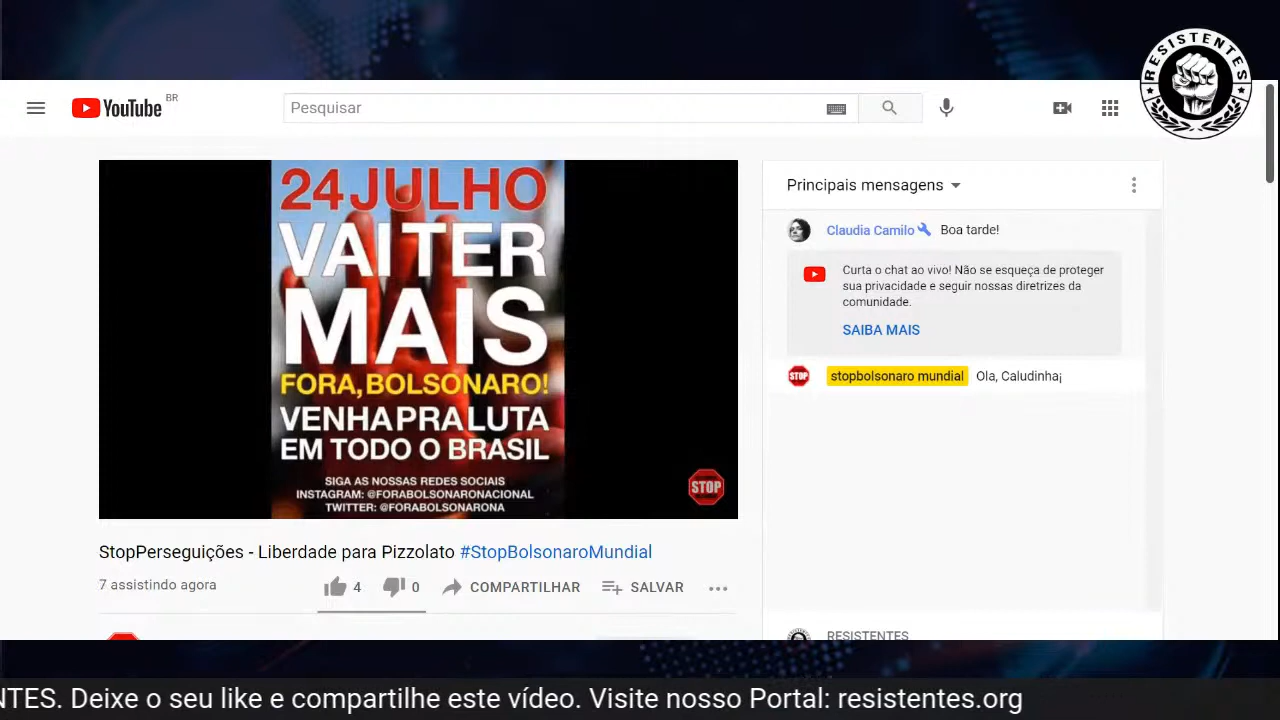 RESISTENTES
YouTube BR
Pesquisar
24 JULHO
VAI TER
MAIS
FORA, BOLSONARO!
VENHA PRA LUTA
EM TODO O BRASIL
SIGA AS NOSSAS REDES SOCIAIS
INSTAGRAM: @FORABOLSONARONACIONAL
TWITTER: @FORABOLSONARONA
STOP
StopPerseguições - Liberdade para Pizzolato #StopBolsonaroMundial
7 assistindo agora
4
0
COMPARTILHAR
SALVAR
Principais mensagens
Claudia Camilo Boa tarde!
Curta o chat ao vivo! Não se esqueça de proteger
sua privacidade e seguir nossas diretrizes da
comunidade.
SAIBA MAIS
STOP stopbolsonaro mundial Ola, Caludinha¡
RESISTENTES
NTES. Deixe o seu like e compartilhe este vídeo. Visite nosso Portal: resistentes.org